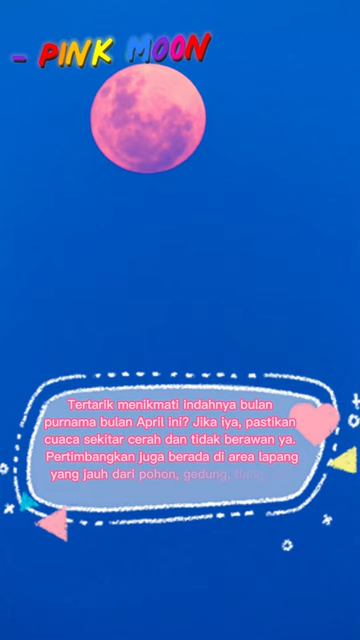 - PINK MOON
Tertarik menikmati indahnya bulan
purnama bulan April ini? Jika iya, pastikan
cuaca sekitar cerah dan tidak berawan ya.
Pertimbangkan juga berada di area lapang
yang jauh dari pohon, gedung,